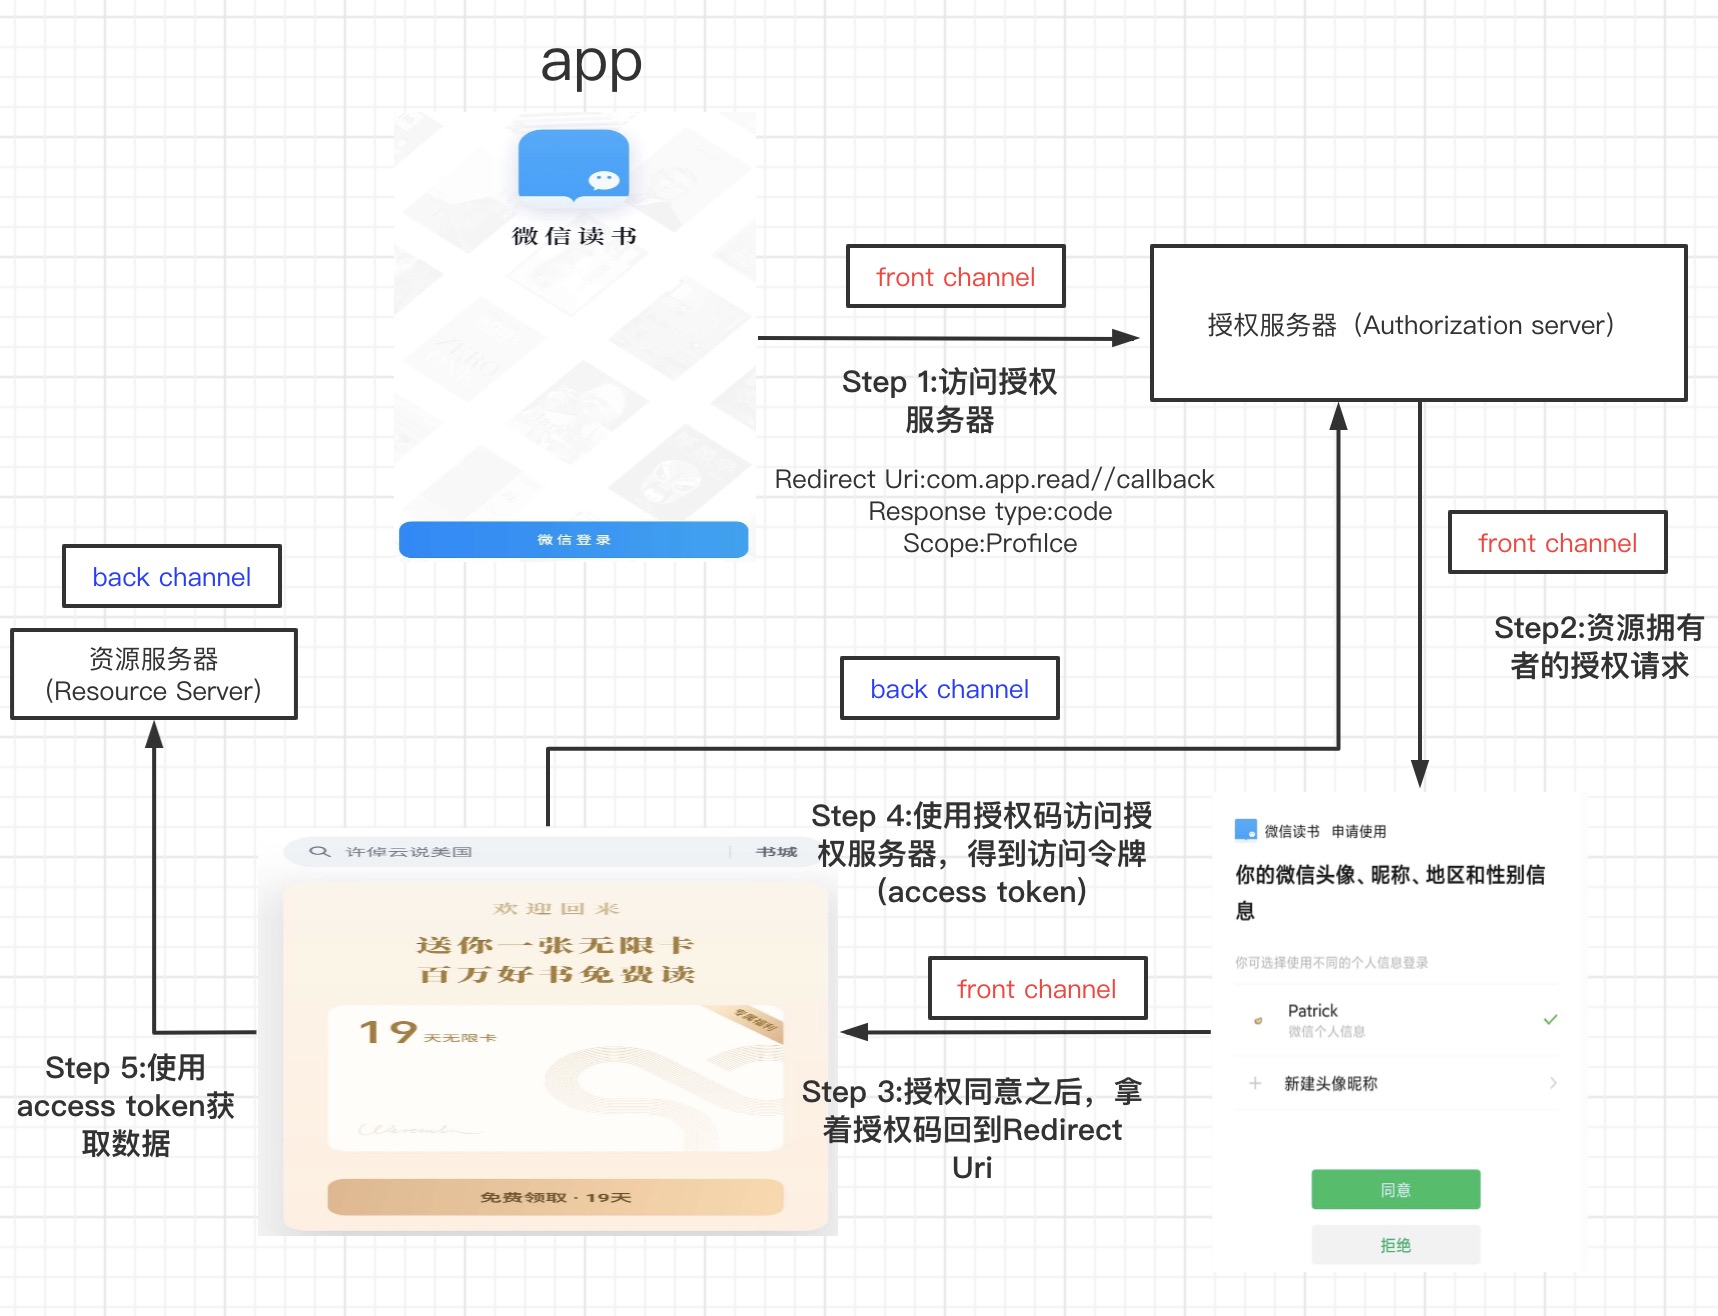 app
微信读书
微信登录
front channel
授权服务器（Authorization server）
Step 1:访问授权
服务器
Redirect Uri:com.app.read//callback
Response type:code
Scope:Profilce
front channel
Step2:资源拥有
者的授权请求
back channel
资源服务器
（Resource Server）
back channel
Step 4:使用授权码访问授
权服务器，得到访问令牌
（access token）
微信读书 申请使用
你的微信头像、昵称、地区和性别信
息
你可选择使用不同的个人信息登录
Patrick
微信个人信息
新建头像昵称
同意
拒绝
front channel
Step 3:授权同意之后，拿
着授权码回到Redirect
Uri
许倬云说美国 书城
欢迎回来
送你一张无限卡
百万好书免费读
专属福利
19天无限卡
免费领取·19天
Step 5:使用
access token获
取数据